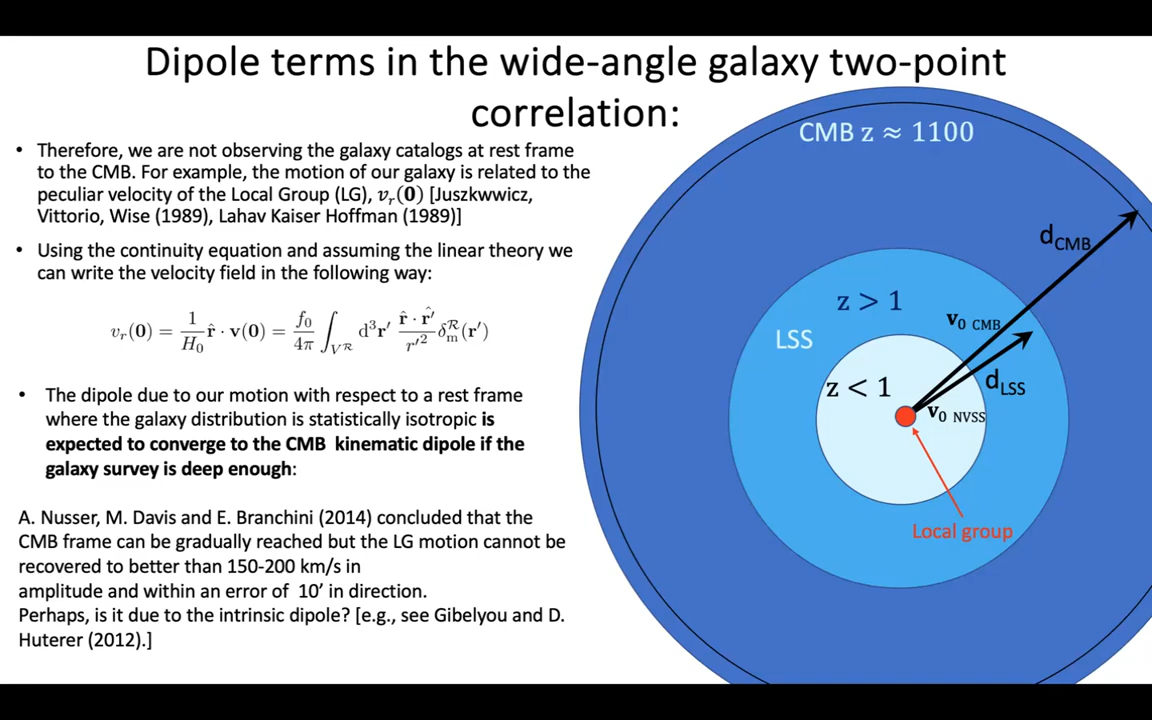 Dipole terms in the wide-angle galaxy two-point
correlation:
• Therefore, we are not observing the galaxy catalogs at rest frame
to the CMB. For example, the motion of our galaxy is related to the
peculiar velocity of the Local Group (LG), vᵣ(𝟎) [Juszkwwicz,
Vittorio, Wise (1989), Lahav Kaiser Hoffman (1989)]
• Using the continuity equation and assuming the linear theory we
can write the velocity field in the following way:
vᵣ(𝟎) = 1/H₀ r̂ · v(𝟎) = f₀/4π ∫_{V^ℛ} d³r′ (r̂ · r̂′)/r′² δₘ^ℛ(r′)
• The dipole due to our motion with respect to a rest frame
where the galaxy distribution is statistically isotropic is
expected to converge to the CMB kinematic dipole if the
galaxy survey is deep enough:
A. Nusser, M. Davis and E. Branchini (2014) concluded that the
CMB frame can be gradually reached but the LG motion cannot be
recovered to better than 150-200 km/s in
amplitude and within an error of 10’ in direction.
Perhaps, is it due to the intrinsic dipole? [e.g., see Gibelyou and D.
Huterer (2012).]
CMB z ≈ 1100
d_CMB
z > 1
v₀ CMB
LSS
z < 1
d_LSS
v₀ NVSS
Local group